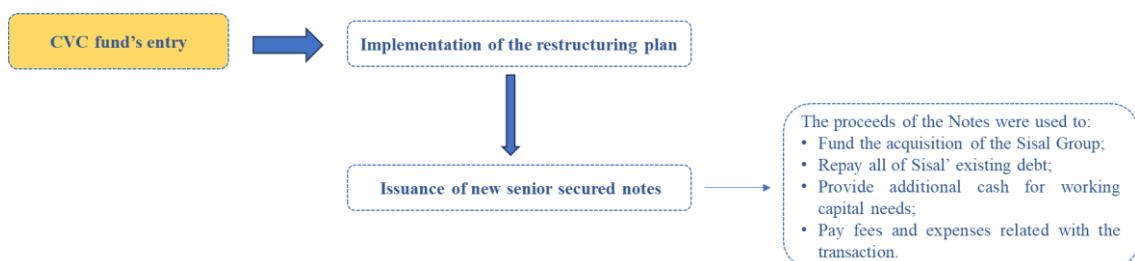 CVC fund's entry
Implementation of the restructuring plan
Issuance of new senior secured notes
The proceeds of the Notes were used to:
• Fund the acquisition of the Sisal Group;
• Repay all of Sisal' existing debt;
• Provide additional cash for working
capital needs;
• Pay fees and expenses related with the
transaction.